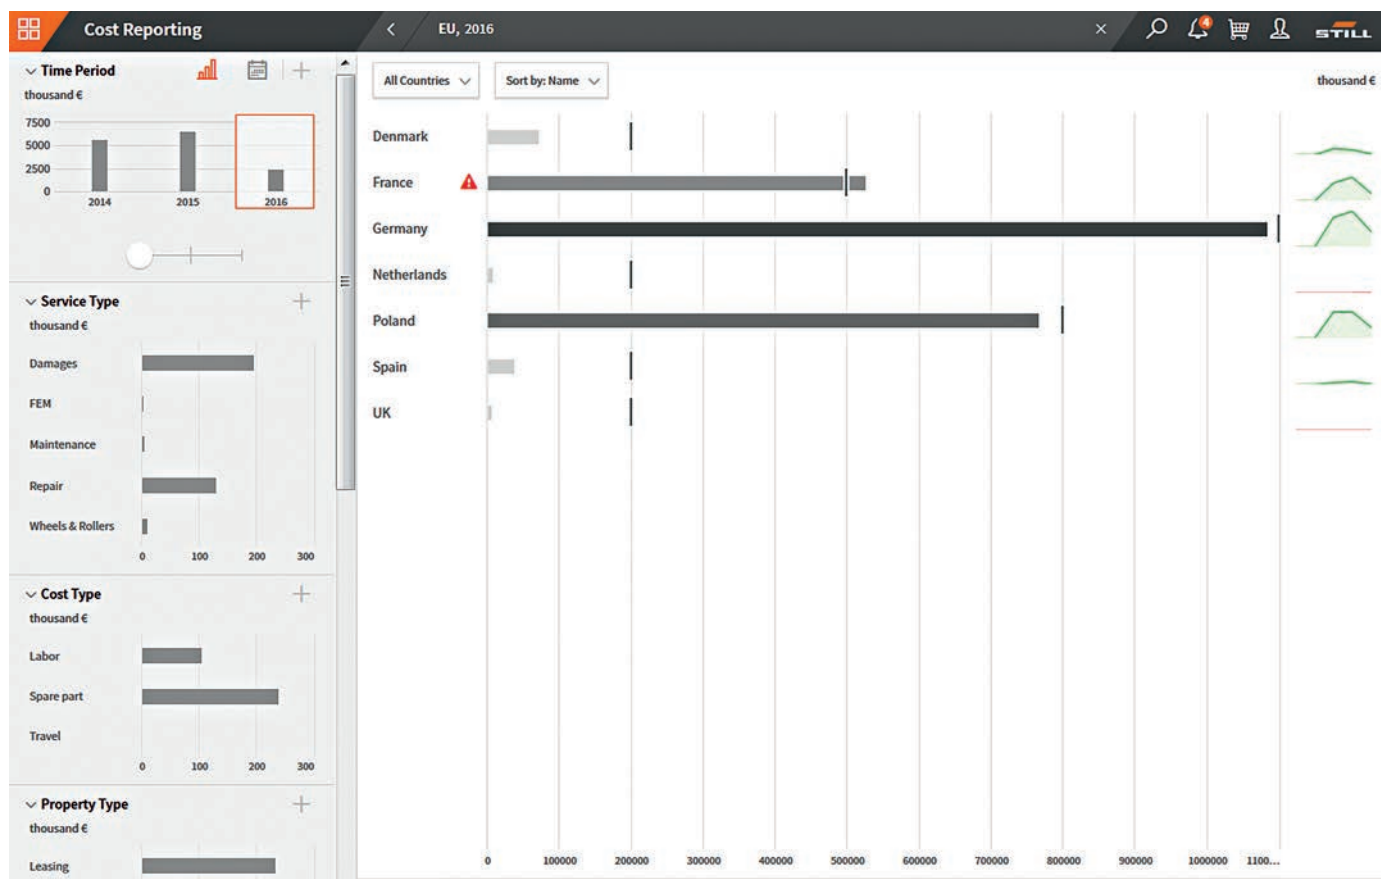 Cost Reporting
EU, 2016
4
STILL
Time Period
thousand €
7500
5000
2500
0
2014 2015 2016
Service Type
thousand €
Damages
FEM
Maintenance
Repair
Wheels & Rollers
0 100 200 300
Cost Type
thousand €
Labor
Spare part
Travel
0 100 200 300
Property Type
thousand €
Leasing
All Countries Sort by: Name thousand €
Denmark
France
Germany
Netherlands
Poland
Spain
UK
0 100000 200000 300000 400000 500000 600000 700000 800000 900000 1000000 1100...